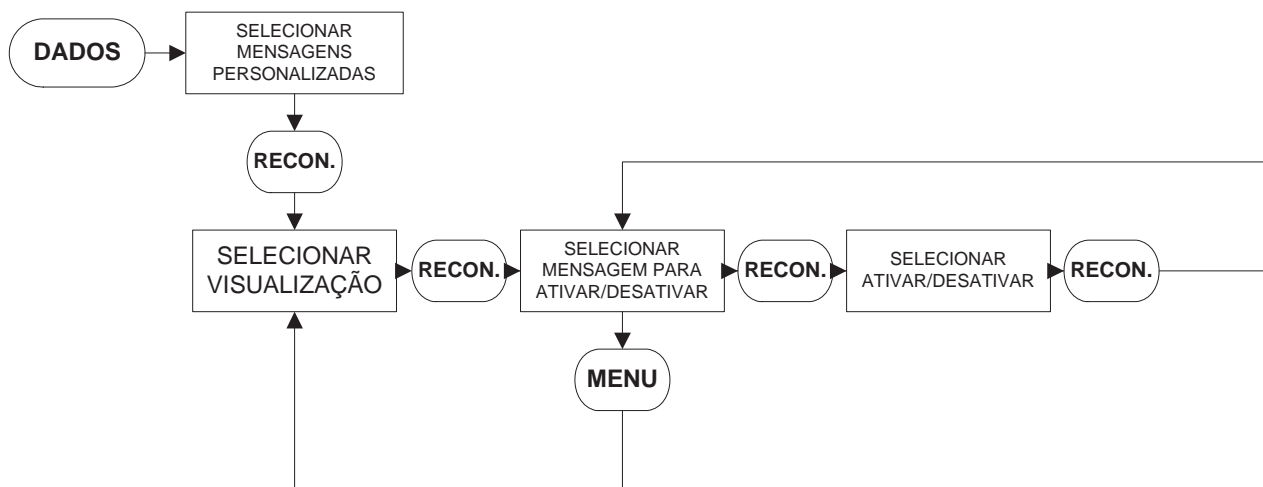 DADOS
SELECIONAR
MENSAGENS
PERSONALIZADAS
RECON.
SELECIONAR
VISUALIZAÇÃO
RECON.
SELECIONAR
MENSAGEM PARA
ATIVAR/DESATIVAR
RECON.
SELECIONAR
ATIVAR/DESATIVAR
RECON.
MENU